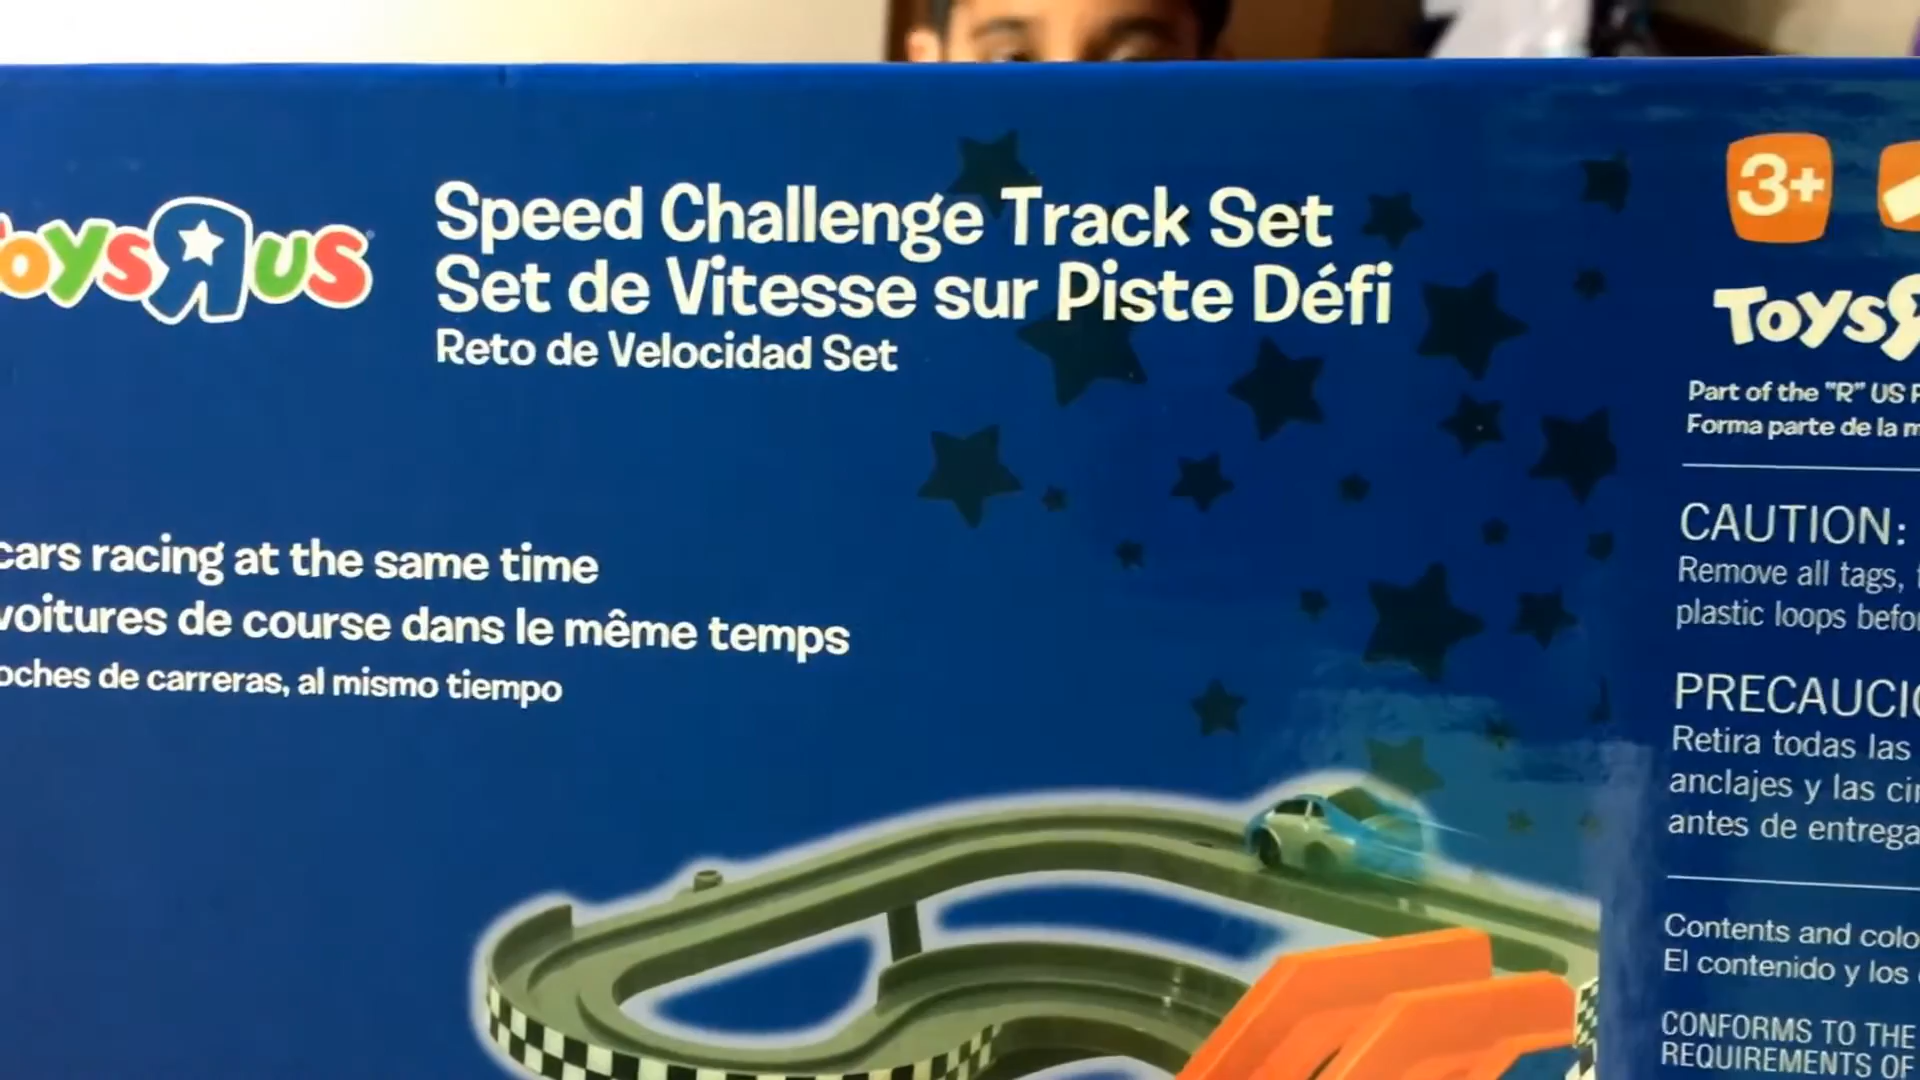 TOYSRUS
Speed Challenge Track Set
Set de Vitesse sur Piste Défi
Reto de Velocidad Set
cars racing at the same time
voitures de course dans le même temps
al mismo tiempo
de carreras,
3+
TOYS
Part of the "R" US
Forma parte de la
CAUTION:
Remove all tags,
plastic loops
PRECAUCI
Retira todas las
anclajes y las
antes de
Contents and
El contenido y los
CONFORMS TO THE
REQUIREMENTS OF